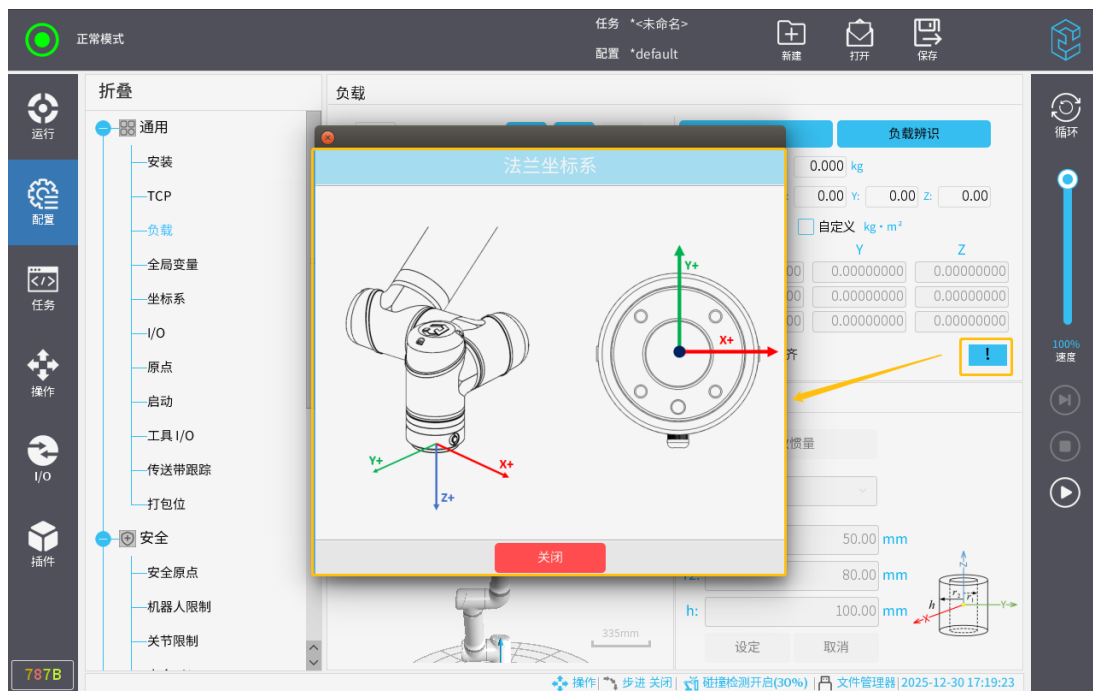 正常模式
任务 *<未命名>
配置 *default
新建
打开
保存
运行
配置
任务
操作
I/O
插件
787B
折叠
通用
安装
TCP
负载
全局变量
坐标系
I/O
原点
启动
工具 I/O
传送带跟踪
打包位
安全
安全原点
机器人限制
关节限制
负载
负载辨识
0.000 kg
0.00 Y: 0.00 Z: 0.00
自定义 kg·m²
Y Z
00 0.00000000 0.00000000
00 0.00000000 0.00000000
00 0.00000000 0.00000000
齐
!
法兰坐标系
Y+
X+
Y+
X+
Z+
关闭
惯量
50.00 mm
80.00 mm
h: 100.00 mm
设定 取消
Z
r₂ r₁
h
Y
X
335mm
循环
100%
速度
操作 步进 关闭 碰撞检测开启(30%) 文件管理器 2025-12-30 17:19:23